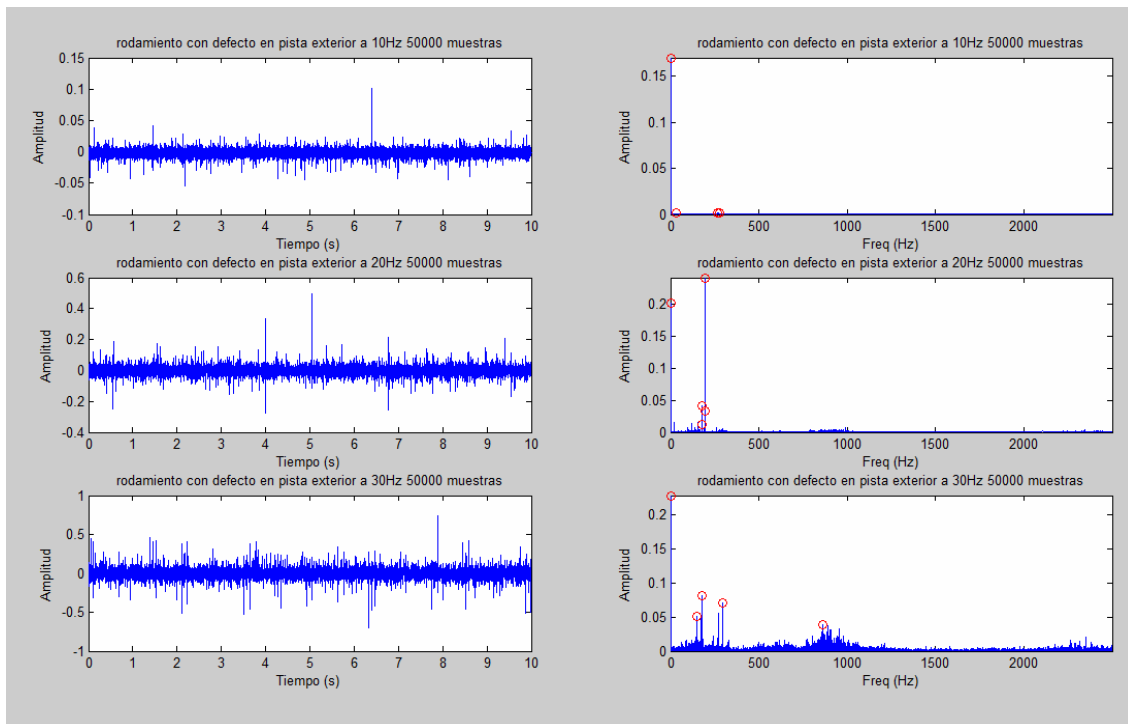 rodamiento con defecto en pista exterior a 10Hz 50000 muestras
0.15
0.1
0.05
0
-0.05
-0.1
Amplitud
0 1 2 3 4 5 6 7 8 9 10
Tiempo (s)
rodamiento con defecto en pista exterior a 10Hz 50000 muestras
0.15
0.1
0.05
0
Amplitud
0 500 1000 1500 2000
Freq (Hz)
rodamiento con defecto en pista exterior a 20Hz 50000 muestras
0.6
0.4
0.2
0
-0.2
-0.4
Amplitud
0 1 2 3 4 5 6 7 8 9 10
Tiempo (s)
rodamiento con defecto en pista exterior a 20Hz 50000 muestras
0.2
0.15
0.1
0.05
0
Amplitud
0 500 1000 1500 2000
Freq (Hz)
rodamiento con defecto en pista exterior a 30Hz 50000 muestras
1
0.5
0
-0.5
-1
Amplitud
0 1 2 3 4 5 6 7 8 9 10
Tiempo (s)
rodamiento con defecto en pista exterior a 30Hz 50000 muestras
0.2
0.15
0.1
0.05
0
Amplitud
0 500 1000 1500 2000
Freq (Hz)